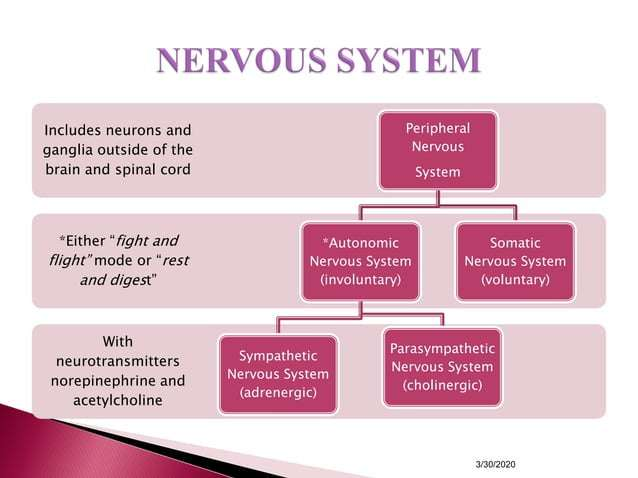 NERVOUS SYSTEM
Includes neurons and
ganglia outside of the
brain and spinal cord
Peripheral
Nervous
System
*Either “fight and
flight” mode or “rest
and digest”
*Autonomic
Nervous System
(involuntary)
Somatic
Nervous System
(voluntary)
With
neurotransmitters
norepinephrine and
acetylcholine
Sympathetic
Nervous System
(adrenergic)
Parasympathetic
Nervous System
(cholinergic)
3/30/2020